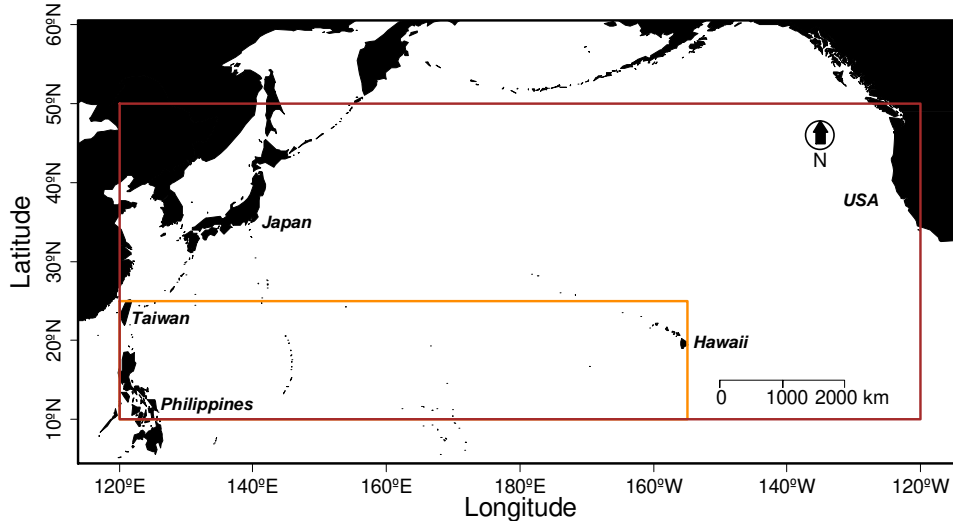 60ºN
50ºN
40ºN
30ºN
20ºN
10ºN
Latitude
N
USA
Japan
Taiwan
Hawaii
Philippines
0 1000 2000 km
120ºE 140ºE 160ºE 180ºE 160ºW 140ºW 120ºW
Longitude